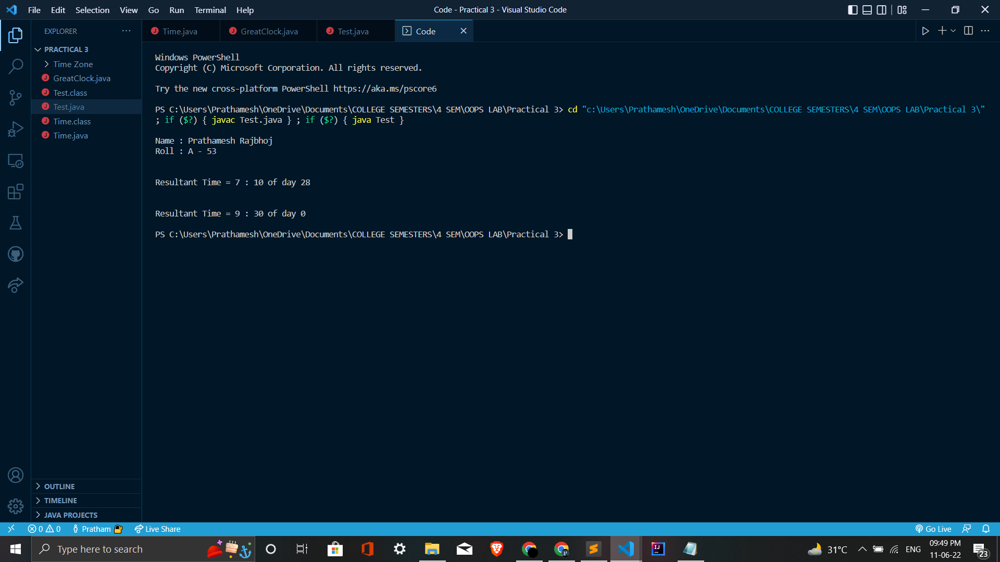 File Edit Selection View Go Run Terminal Help
Code - Practical 3 - Visual Studio Code
EXPLORER
PRACTICAL 3
Time Zone
GreatClock.java
Test.class
Test.java
Time.class
Time.java
OUTLINE
TIMELINE
JAVA PROJECTS
Time.java GreatClock.java Test.java Code
Windows PowerShell
Copyright (C) Microsoft Corporation. All rights reserved.
Try the new cross-platform PowerShell https://aka.ms/pscore6
PS C:\Users\Prathamesh\OneDrive\Documents\COLLEGE SEMESTERS\4 SEM\OOPS LAB\Practical 3> cd "c:\Users\Prathamesh\OneDrive\Documents\COLLEGE SEMESTERS\4 SEM\OOPS LAB\Practical 3\"
; if ($?) { javac Test.java } ; if ($?) { java Test }
Name : Prathamesh Rajbhoj
Roll : A - 53
Resultant Time = 7 : 10 of day 28
Resultant Time = 9 : 30 of day 0
PS C:\Users\Prathamesh\OneDrive\Documents\COLLEGE SEMESTERS\4 SEM\OOPS LAB\Practical 3>
0 0 Pratham Live Share Go Live
Type here to search
31°C ENG 09:49 PM
11-06-22
23